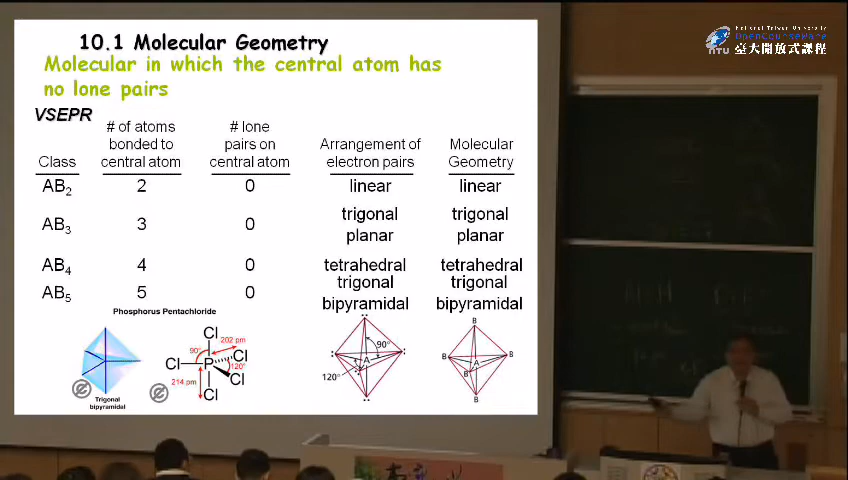 10.1 Molecular Geometry
Molecular in which the central atom has
no lone pairs
VSEPR
Class
# of atoms
bonded to
central atom
# lone
pairs on
central atom
Arrangement of
electron pairs
Molecular
Geometry
AB2 2 0 linear linear
AB3 3 0 trigonal planar trigonal planar
AB4 4 0 tetrahedral tetrahedral
AB5 5 0 trigonal bipyramidal trigonal bipyramidal
Phosphorus Pentachloride
Trigonal
bipyramidal
Cl
90°
202 pm
Cl
P
Cl
120°
Cl
214 pm
Cl
90°
A
120°
B
B
A
B
B
B
National Taiwan University
OpenCourseWare
NTU
臺大開放式課程